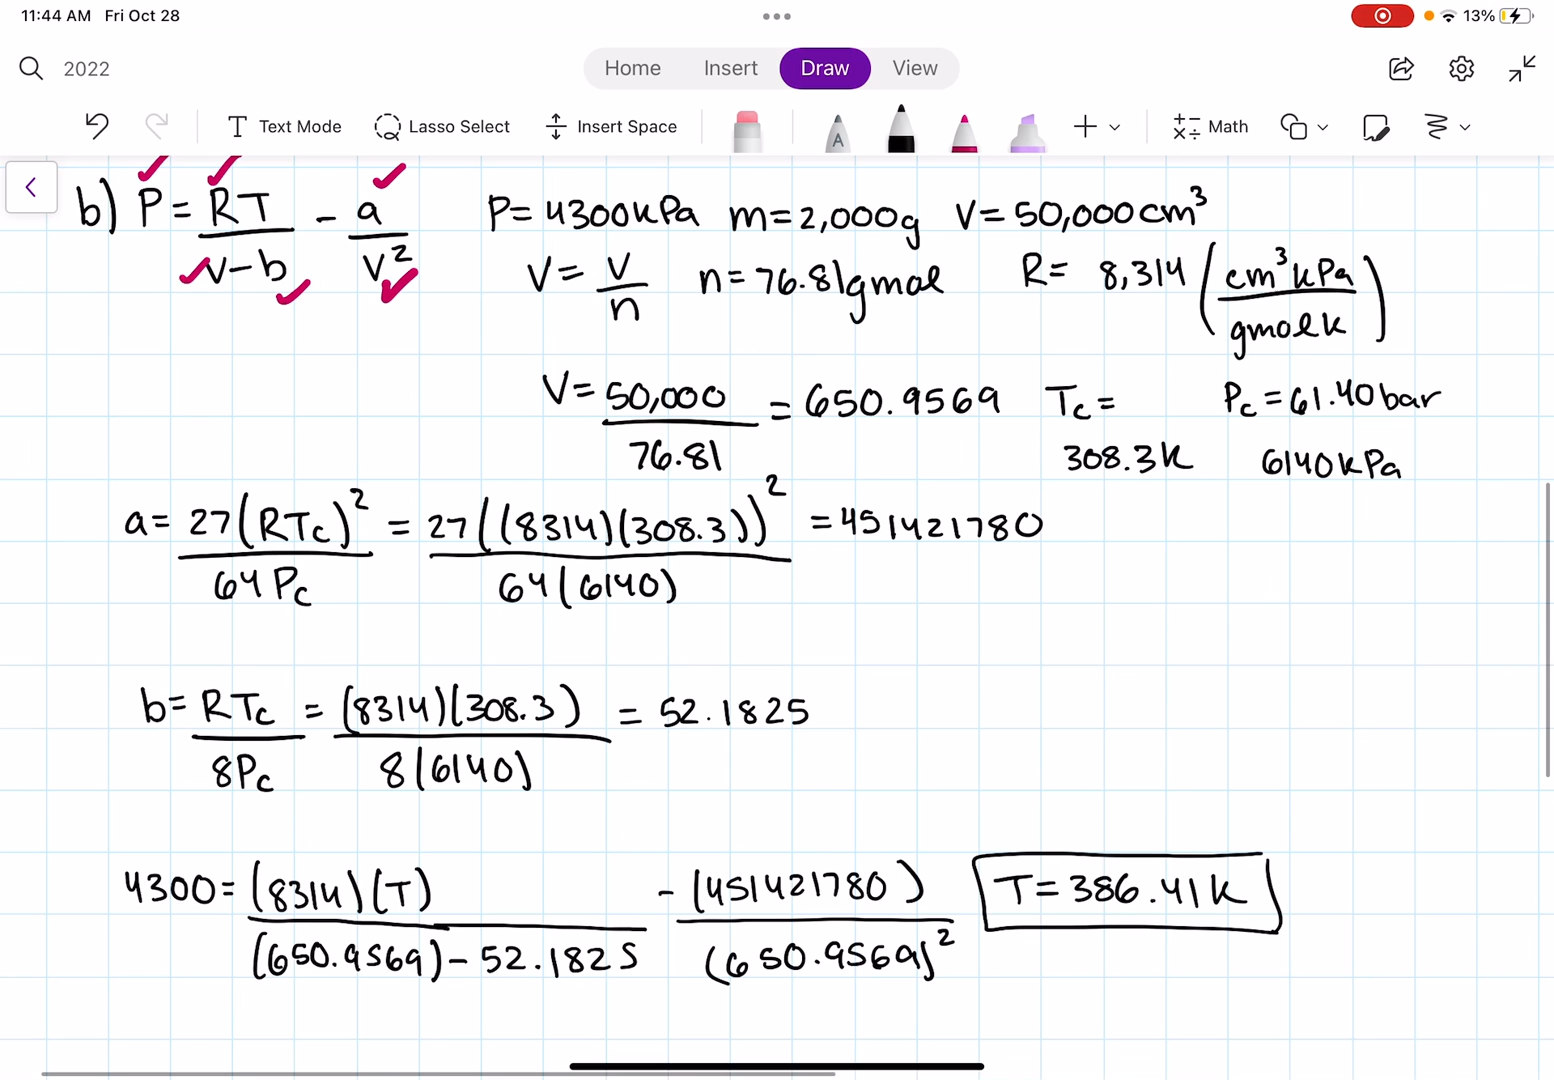 11:44 AM Fri Oct 28
13%
2022 Home Insert Draw View
Text Mode Lasso Select Insert Space A Math
b) P = RT / v-b - a / v² P= 4300kPa m=2,000g V= 50,000cm³
V = v / n n=76.81gmol R= 8,314 (cm³kPa / gmolk)
V= 50,000 / 76.81 = 650.9569 Tc = 308.3K Pc =61.40bar 6140kPa
a= 27(RTc)² / 64Pc = 27((8314)(308.3))² / 64(6140) = 451421780
b= RTc / 8Pc = (8314)(308.3) / 8(6140) = 52.1825
4300= (8314)(T) / (650.9569)-52.1825 - (451421780) / (650.9569)² T=386.41K